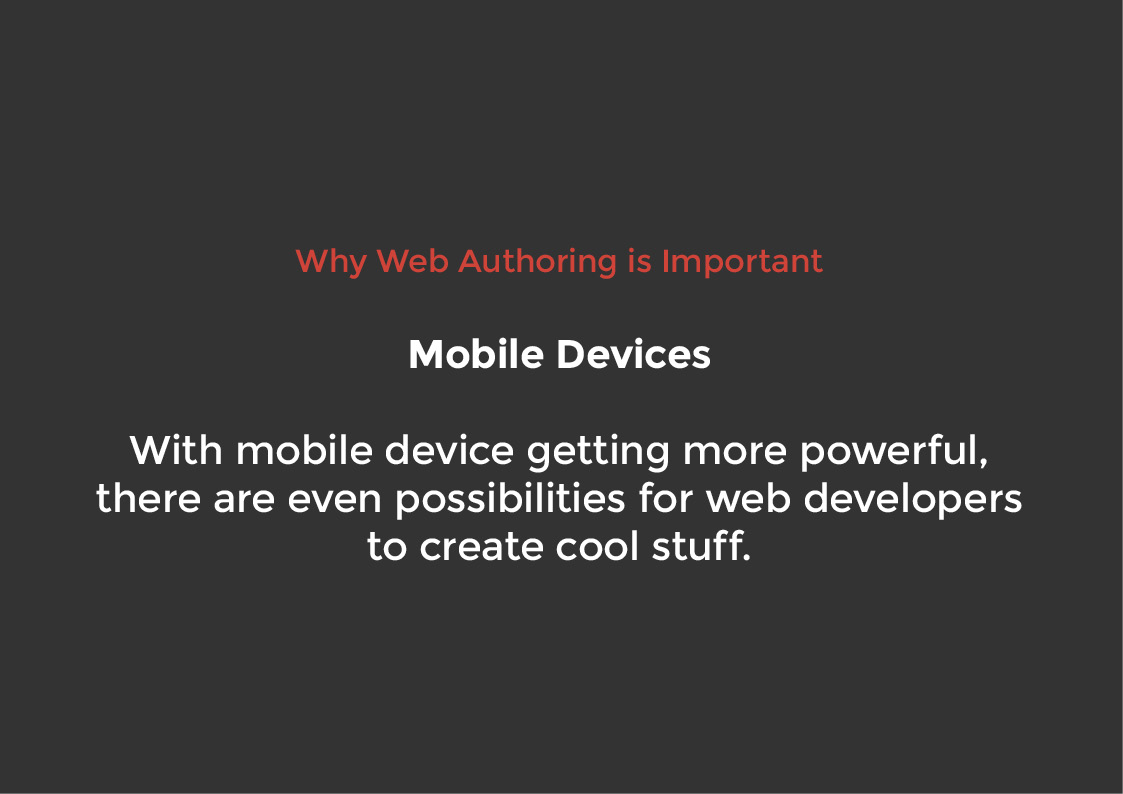 Why Web Authoring is Important
Mobile Devices
With mobile device getting more powerful,
there are even possibilities for web developers
to create cool stuff.